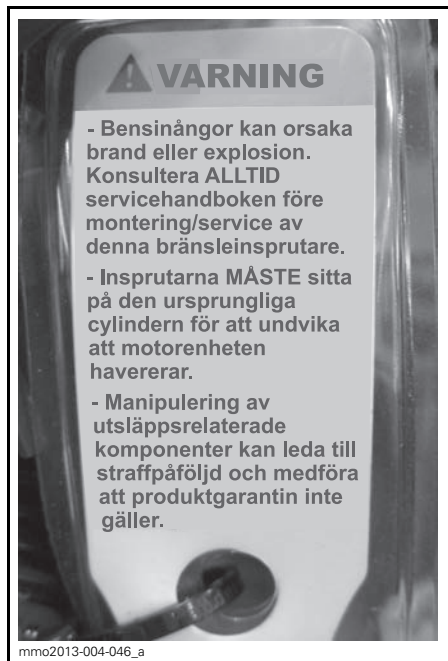 VARNING
- Bensinångor kan orsaka
brand eller explosion.
Konsultera ALLTID
servicehandboken före
montering/service av
denna bränsleinsprutare.
- Insprutarna MÅSTE sitta
på den ursprungliga
cylindern för att undvika
att motorenheten
havererar.
- Manipulering av
utsläppsrelaterade
komponenter kan leda till
straffpåföljd och medföra
att produktgarantin inte
gäller.
mmo2013-004-046_a